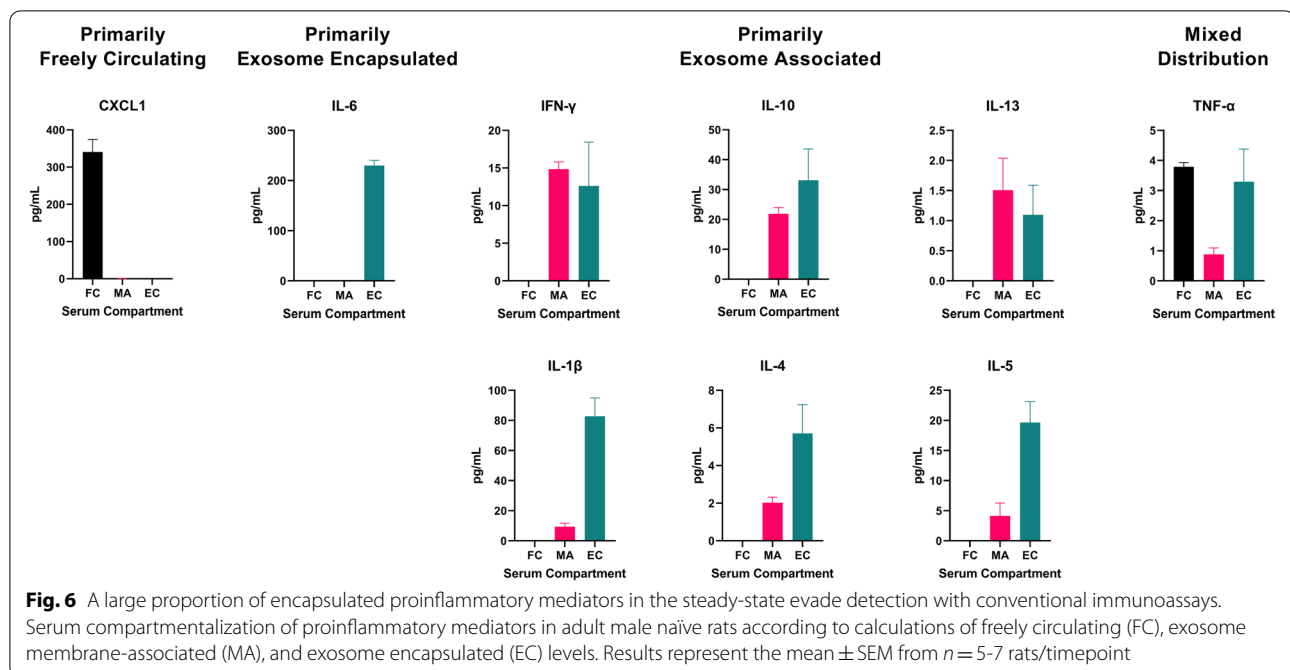 Primarily
Freely Circulating
Primarily
Exosome Encapsulated
Primarily
Exosome Associated
Mixed
Distribution
CXCL1
400
300
200
100
0
pg/mL
FC MA EC
Serum Compartment
IL-6
300
200
100
0
pg/mL
FC MA EC
Serum Compartment
IFN-γ
20
15
10
5
0
pg/mL
FC MA EC
Serum Compartment
IL-10
50
40
30
20
10
0
pg/mL
FC MA EC
Serum Compartment
IL-13
2.5
2.0
1.5
1.0
0.5
0.0
pg/mL
FC MA EC
Serum Compartment
TNF-α
5
4
3
2
1
0
pg/mL
FC MA EC
Serum Compartment
IL-1β
100
80
60
40
20
0
pg/mL
FC MA EC
Serum Compartment
IL-4
8
6
4
2
0
pg/mL
FC MA EC
Serum Compartment
IL-5
25
20
15
10
5
0
pg/mL
FC MA EC
Serum Compartment
Fig. 6 A large proportion of encapsulated proinflammatory mediators in the steady-state evade detection with conventional immunoassays.
Serum compartmentalization of proinflammatory mediators in adult male naïve rats according to calculations of freely circulating (FC), exosome
membrane-associated (MA), and exosome encapsulated (EC) levels. Results represent the mean ± SEM from n = 5-7 rats/timepoint